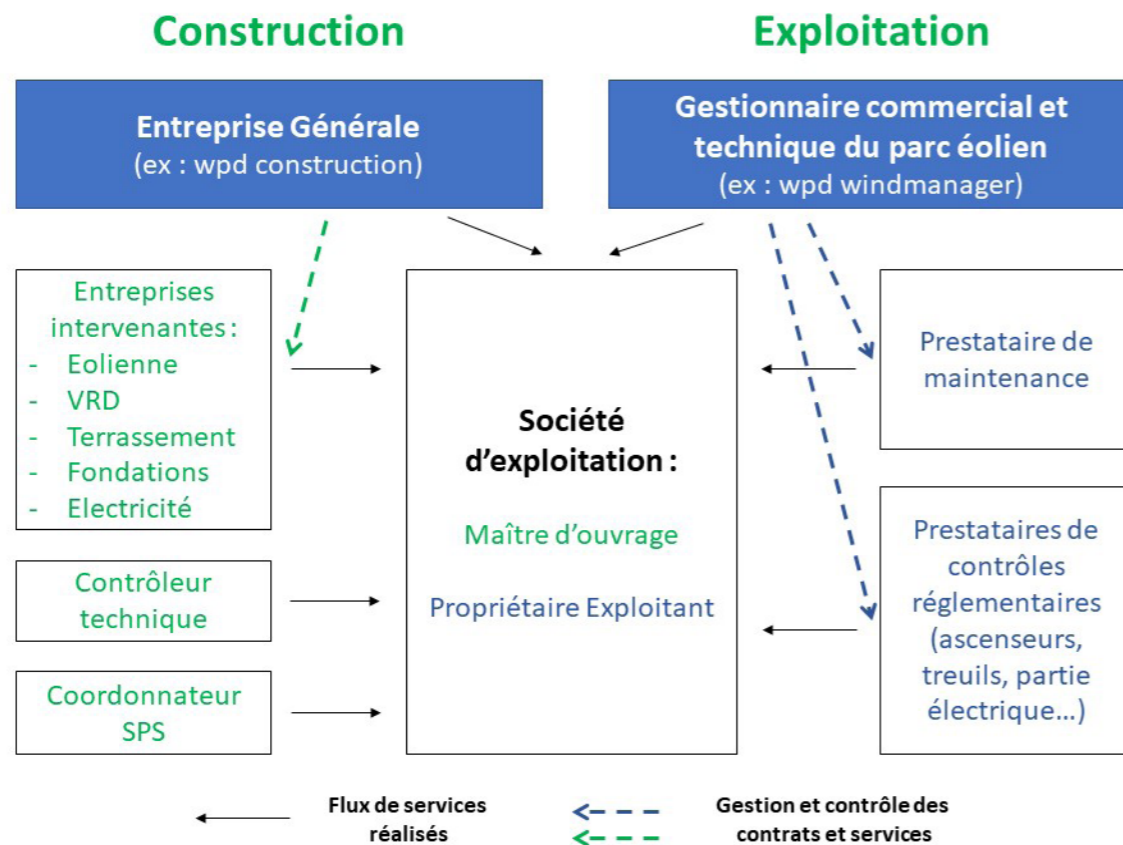 Construction
Exploitation
Entreprise Générale
(ex : wpd construction)
Gestionnaire commercial et
technique du parc éolien
(ex : wpd windmanager)
Entreprises
intervenantes :
- Eolienne
- VRD
- Terrassement
- Fondations
- Electricité
Contrôleur
technique
Coordonnateur
SPS
Société
d'exploitation :
Maître d'ouvrage
Propriétaire Exploitant
Prestataire de
maintenance
Prestataires de
contrôles
réglementaires
(ascenseurs,
treuils, partie
électrique...)
Flux de services
réalisés
Gestion et contrôle des
contrats et services